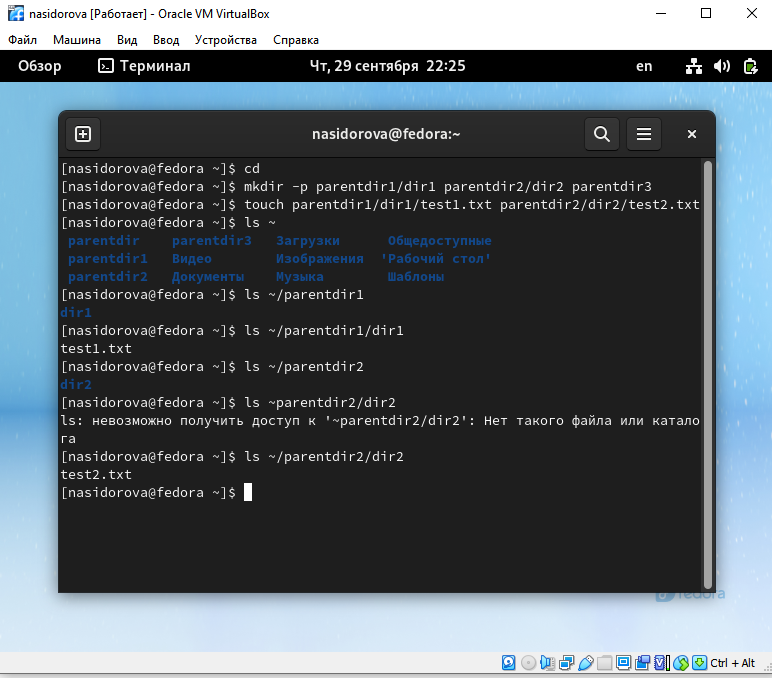 nasidorova [Работает] - Oracle VM VirtualBox
Файл Машина Вид Ввод Устройства Справка
Обзор Терминал Чт, 29 сентября 22:25 en
nasidorova@fedora:~
[nasidorova@fedora ~]$ cd
[nasidorova@fedora ~]$ mkdir -p parentdir1/dir1 parentdir2/dir2 parentdir3
[nasidorova@fedora ~]$ touch parentdir1/dir1/test1.txt parentdir2/dir2/test2.txt
[nasidorova@fedora ~]$ ls ~
parentdir parentdir3 Загрузки Общедоступные
parentdir1 Видео Изображения 'Рабочий стол'
parentdir2 Документы Музыка Шаблоны
[nasidorova@fedora ~]$ ls ~/parentdir1
dir1
[nasidorova@fedora ~]$ ls ~/parentdir1/dir1
test1.txt
[nasidorova@fedora ~]$ ls ~/parentdir2
dir2
[nasidorova@fedora ~]$ ls ~parentdir2/dir2
ls: невозможно получить доступ к '~parentdir2/dir2': Нет такого файла или катало
га
[nasidorova@fedora ~]$ ls ~/parentdir2/dir2
test2.txt
[nasidorova@fedora ~]$
fedora
Ctrl + Alt